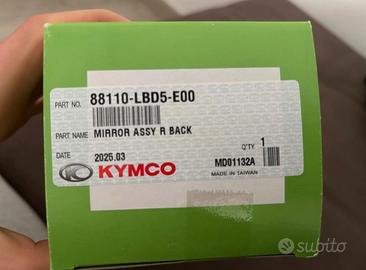 PART NO. 88110-LBD5-E00
PART NAME MIRROR ASSY R BACK
DATE 2025.03 Q'TY 1
KYMCO MD01132A
MADE IN TAIWAN
subito